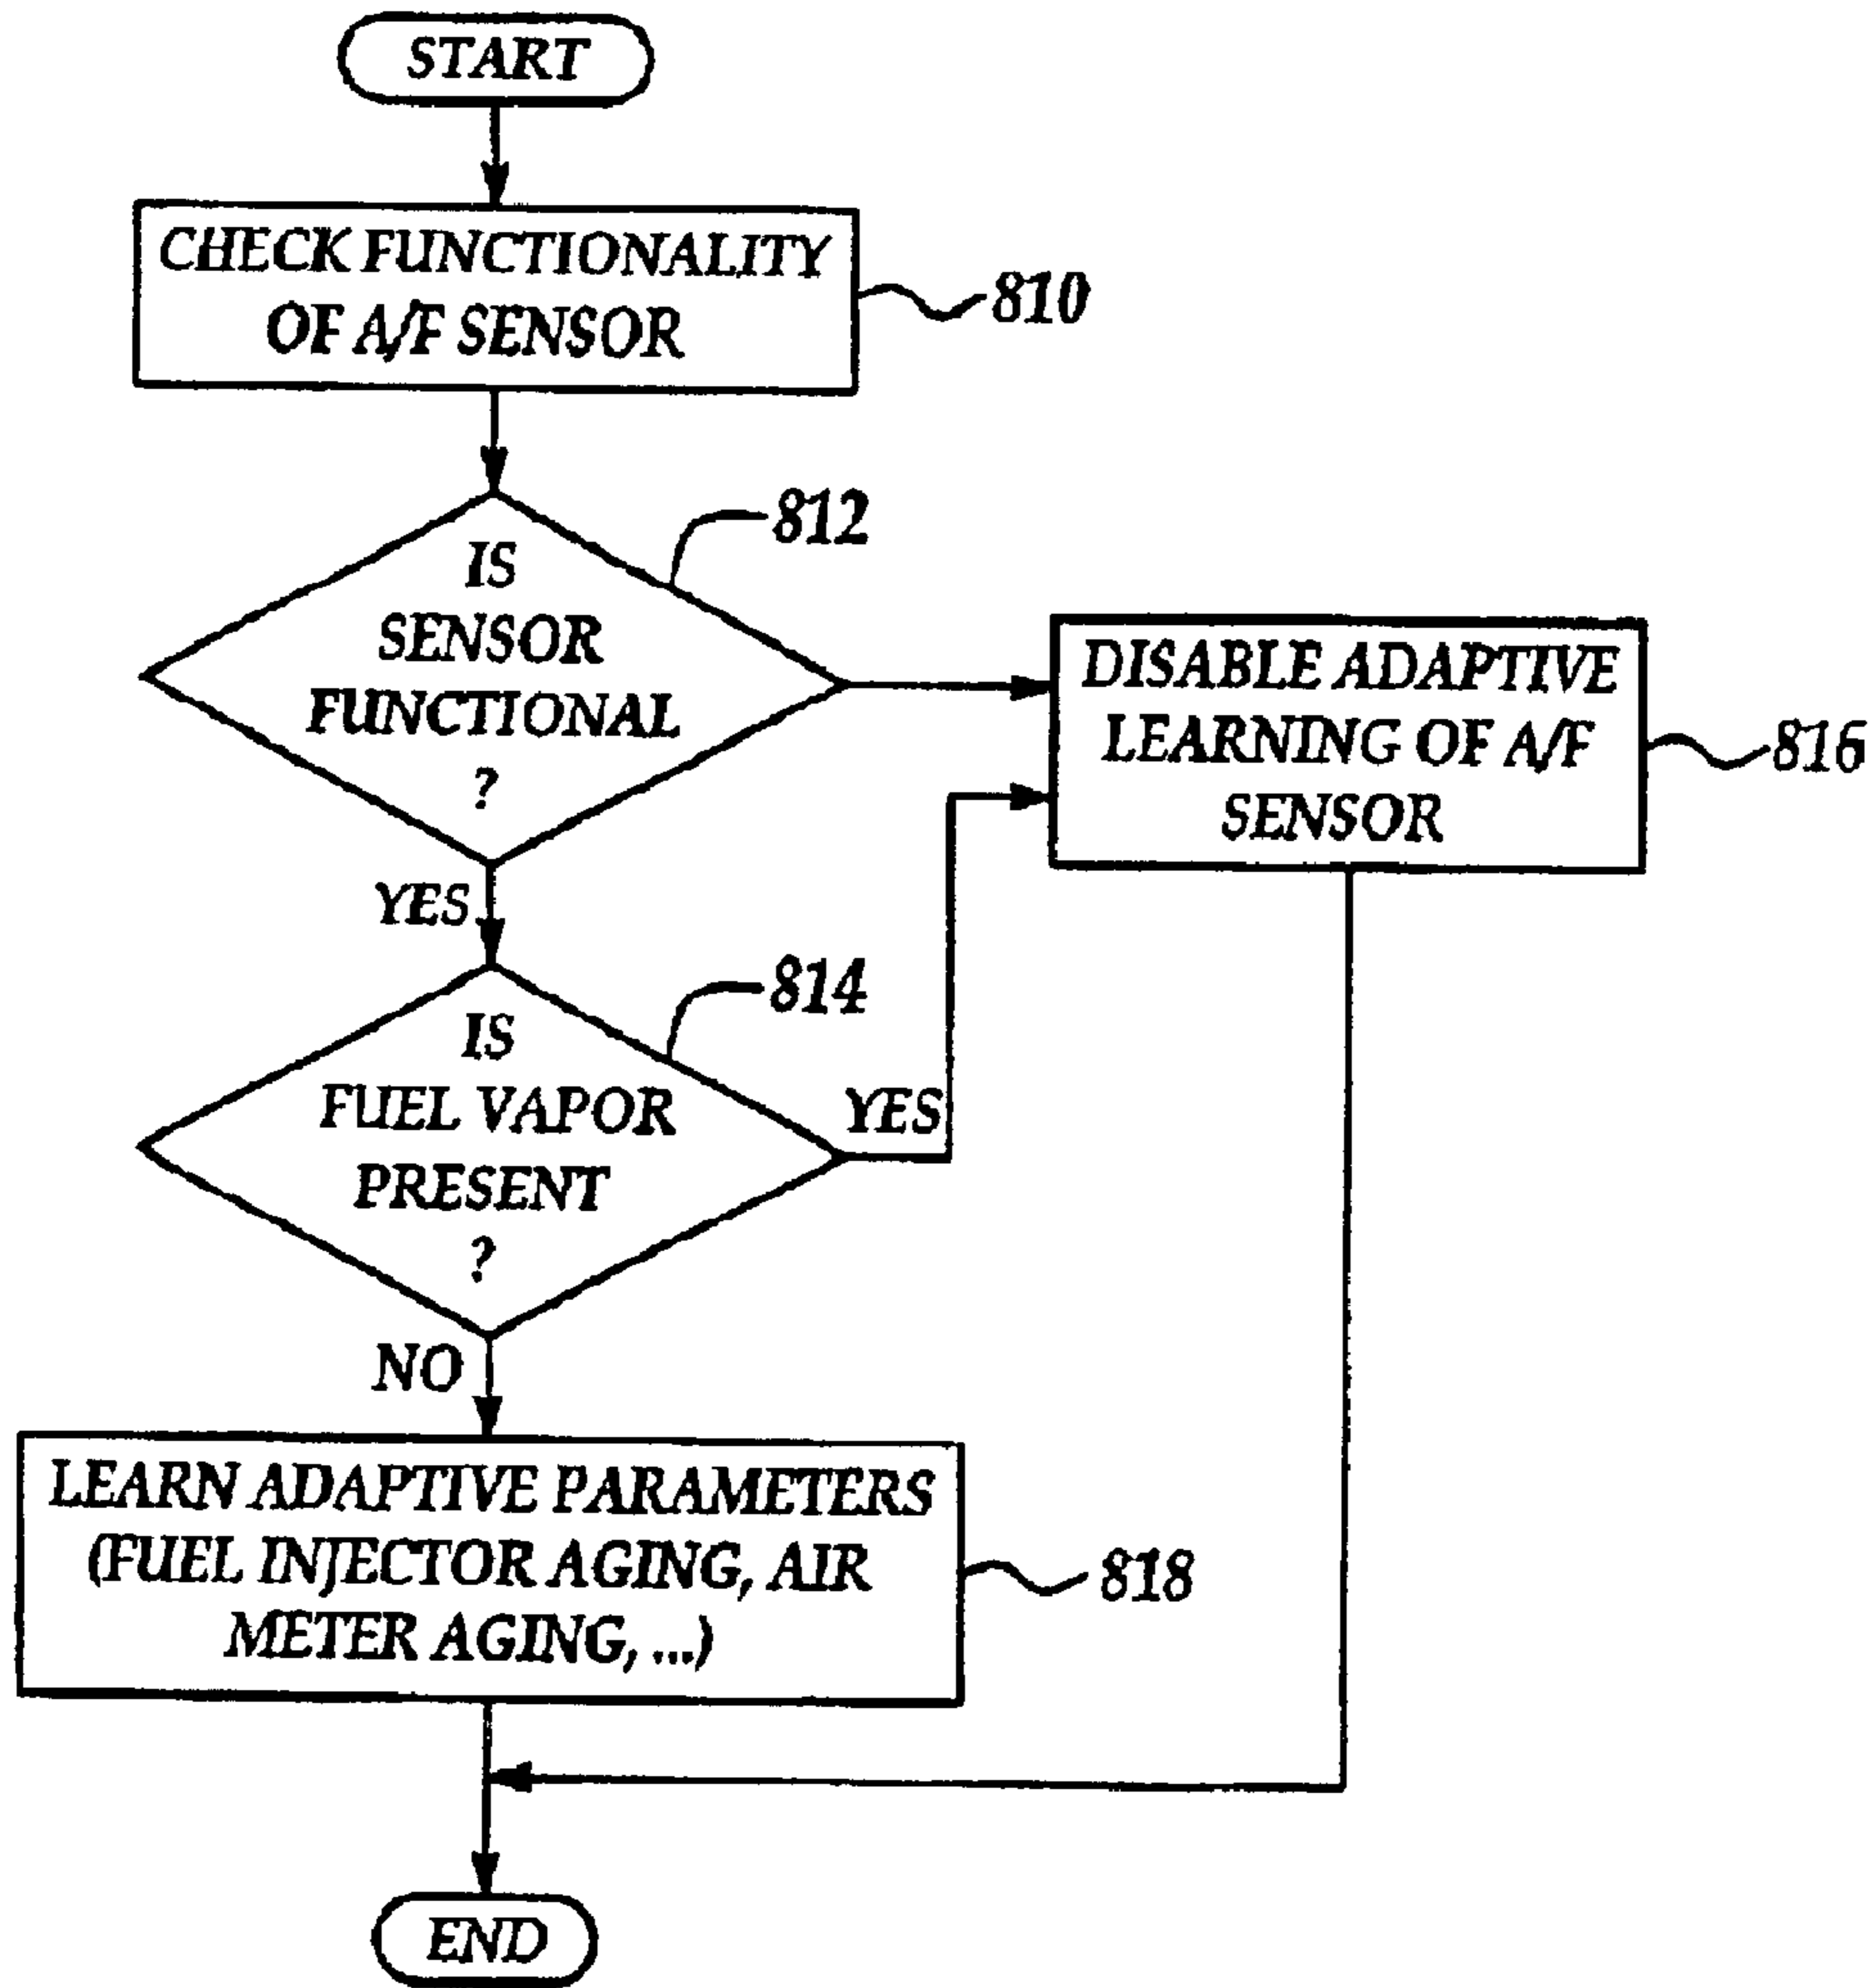 START
CHECK FUNCTIONALITY
OF A/F SENSOR
810
812
IS
SENSOR
FUNCTIONAL
?
DISABLE ADAPTIVE
LEARNING OF A/F
SENSOR
816
YES
814
IS
FUEL VAPOR
PRESENT
?
YES
NO
LEARN ADAPTIVE PARAMETERS
(FUEL INJECTOR AGING, AIR
METER AGING, ...)
818
END